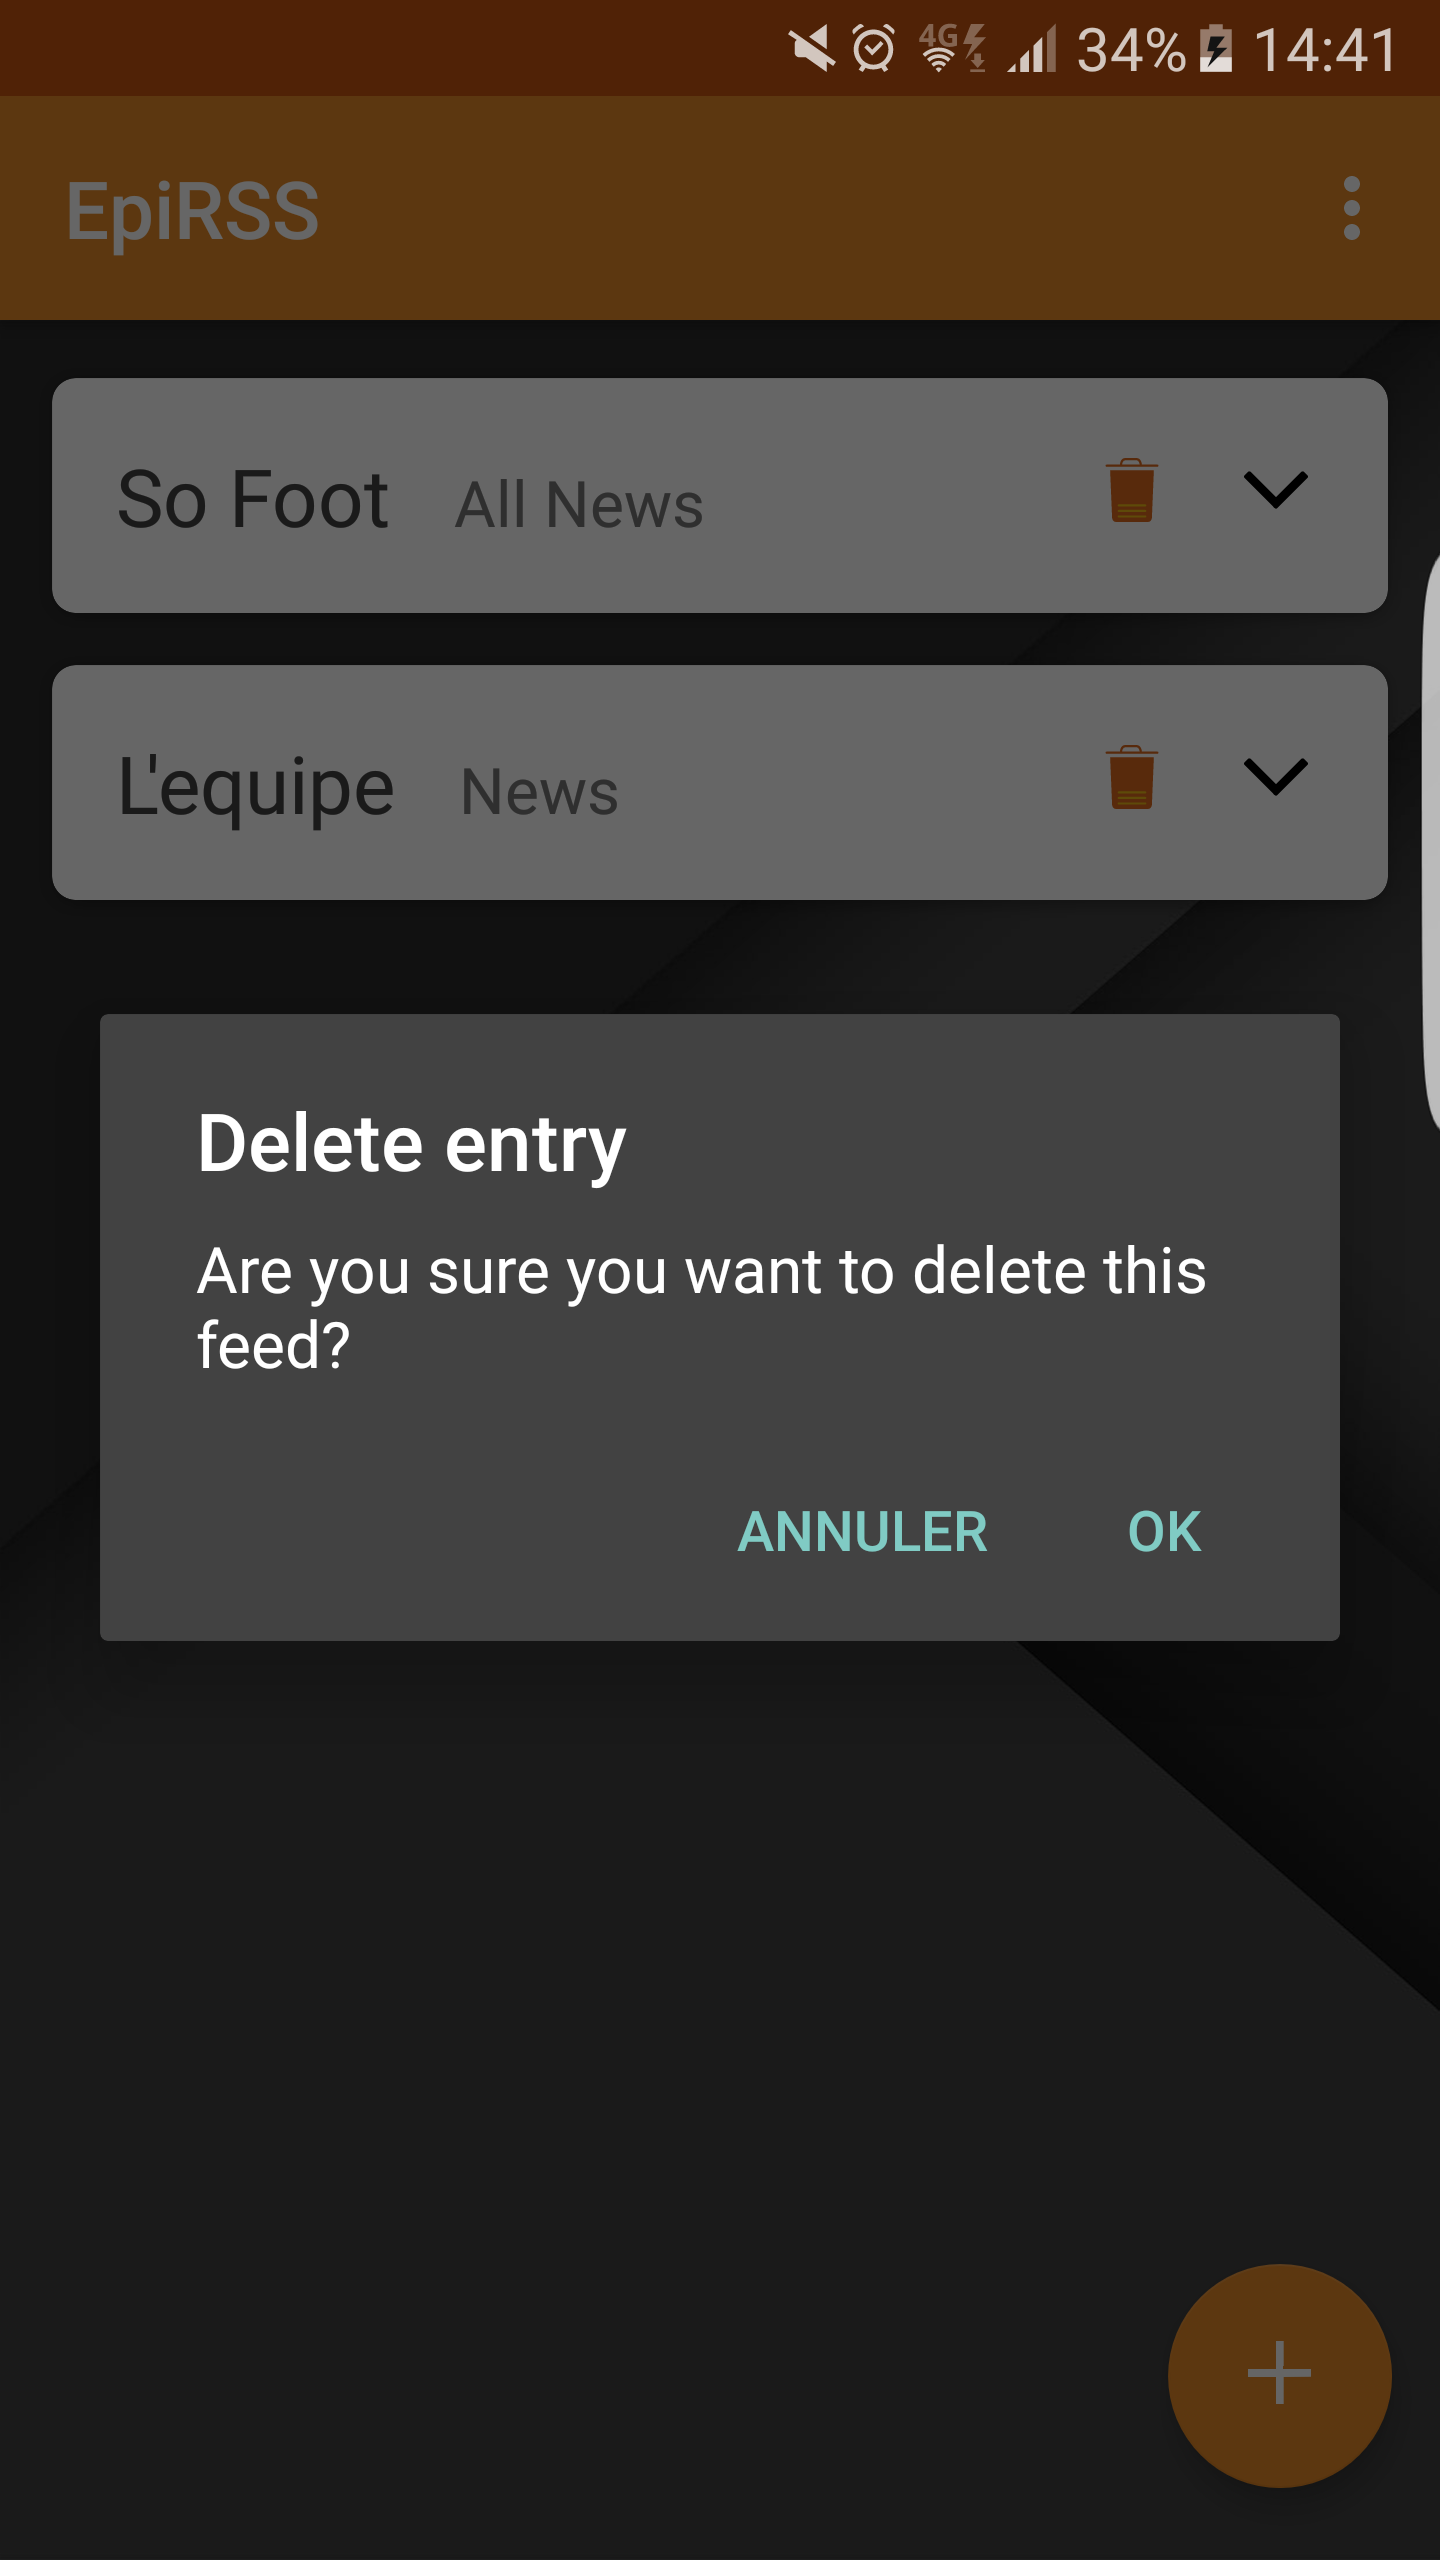 4G 34% 14:41
EpiRSS
So Foot All News
L'equipe News
Delete entry
Are you sure you want to delete this
feed?
ANNULER OK